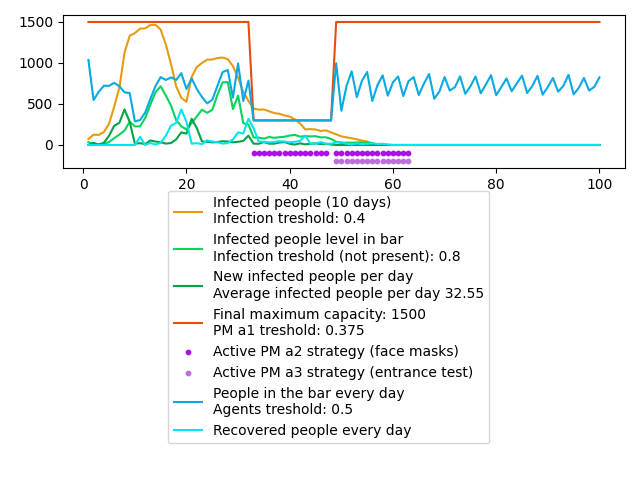 1500
1000
500
0
0 20 40 60 80 100
Infected people (10 days)
Infection treshold: 0.4
Infected people level in bar
Infection treshold (not present): 0.8
New infected people per day
Average infected people per day 32.55
Final maximum capacity: 1500
PM a1 treshold: 0.375
Active PM a2 strategy (face masks)
Active PM a3 strategy (entrance test)
People in the bar every day
Agents treshold: 0.5
Recovered people every day